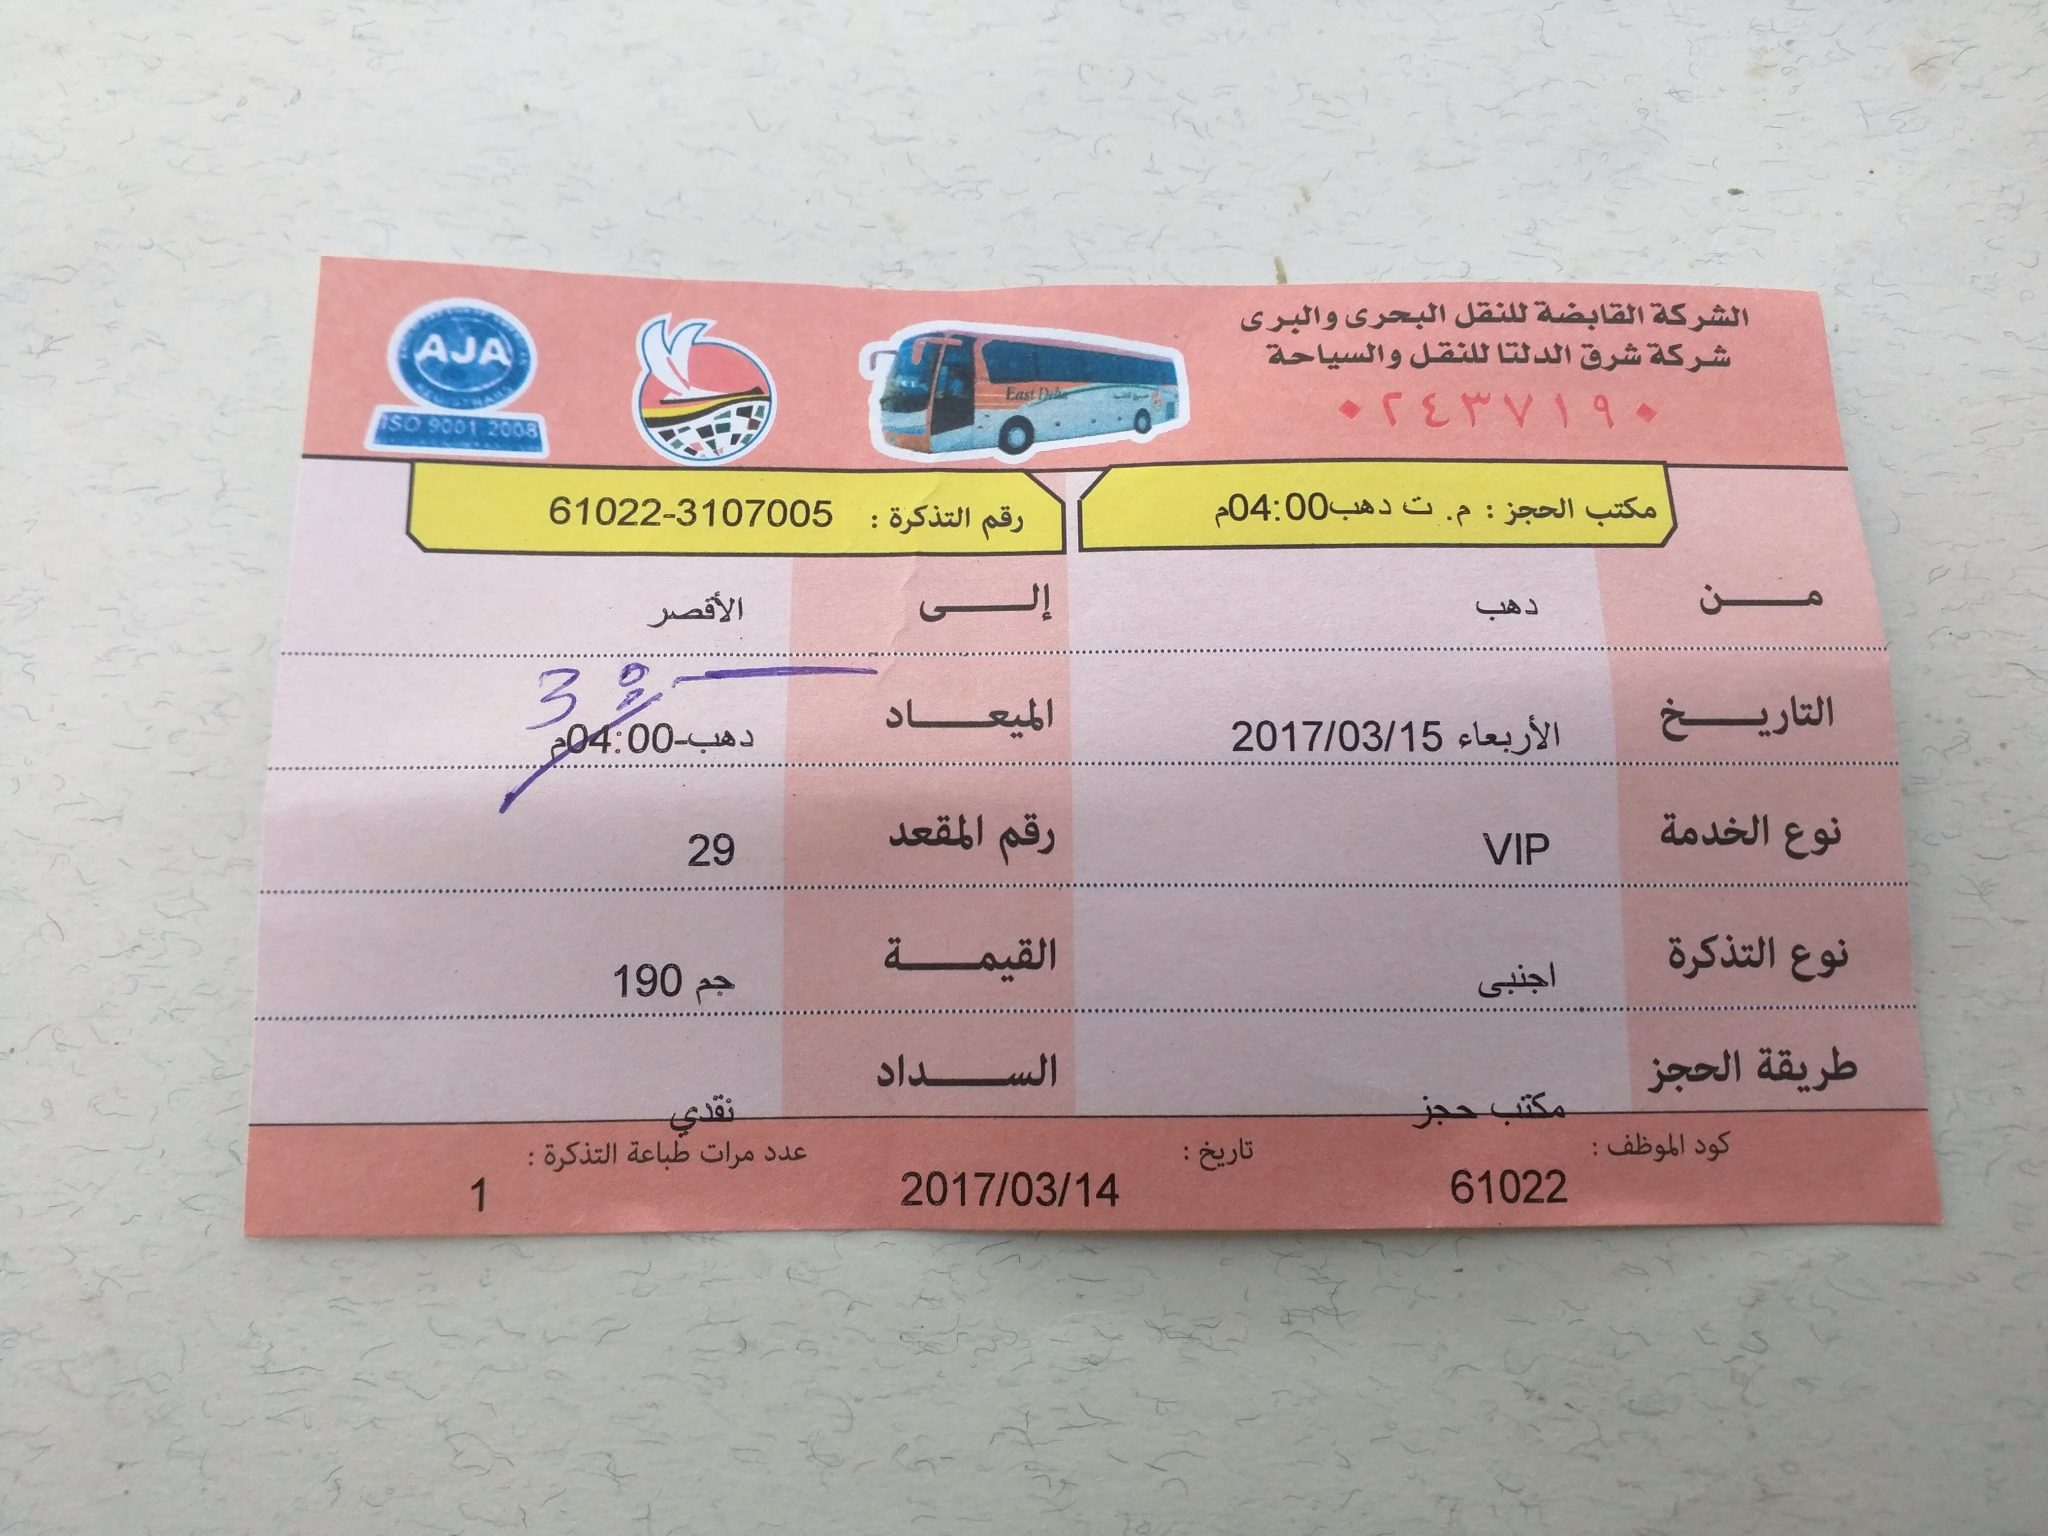 الشركة القابضة للنقل البحرى والبرى
شركة شرق الدلتا للنقل والسياحة
٠٢٤٣٧١٩٠
AJA
ISO 9001 2008
East Delta
مكتب الحجز : م. ت دهب04:00م
رقم التذكرة : 61022-3107005
من دهب إلى الأقصر
3
التاريخ الأربعاء 2017/03/15 الميعاد دهب-04:00م
نوع الخدمة VIP رقم المقعد 29
نوع التذكرة اجنبى القيمة جم 190
طريقة الحجز مكتب حجز السداد نقدي
كود الموظف : 61022 تاريخ : 2017/03/14 عدد مرات طباعة التذكرة : 1